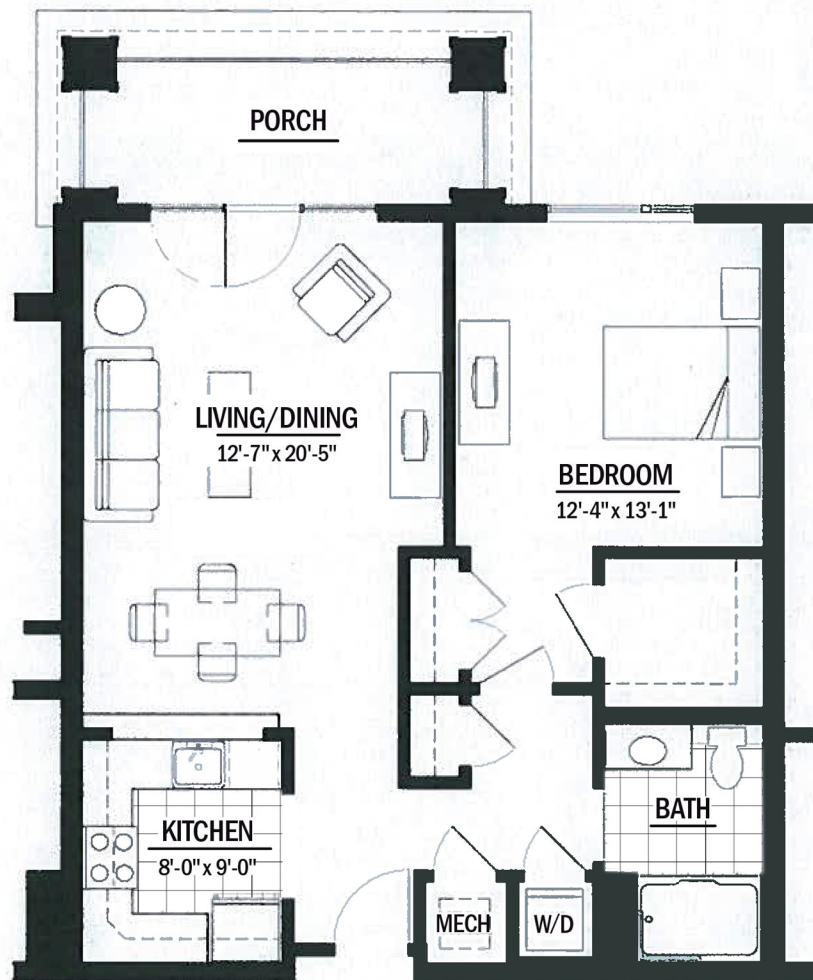 PORCH
LIVING/DINING
12'-7" x 20'-5"
BEDROOM
12'-4" x 13'-1"
KITCHEN
8'-0" x 9'-0"
BATH
MECH
W/D